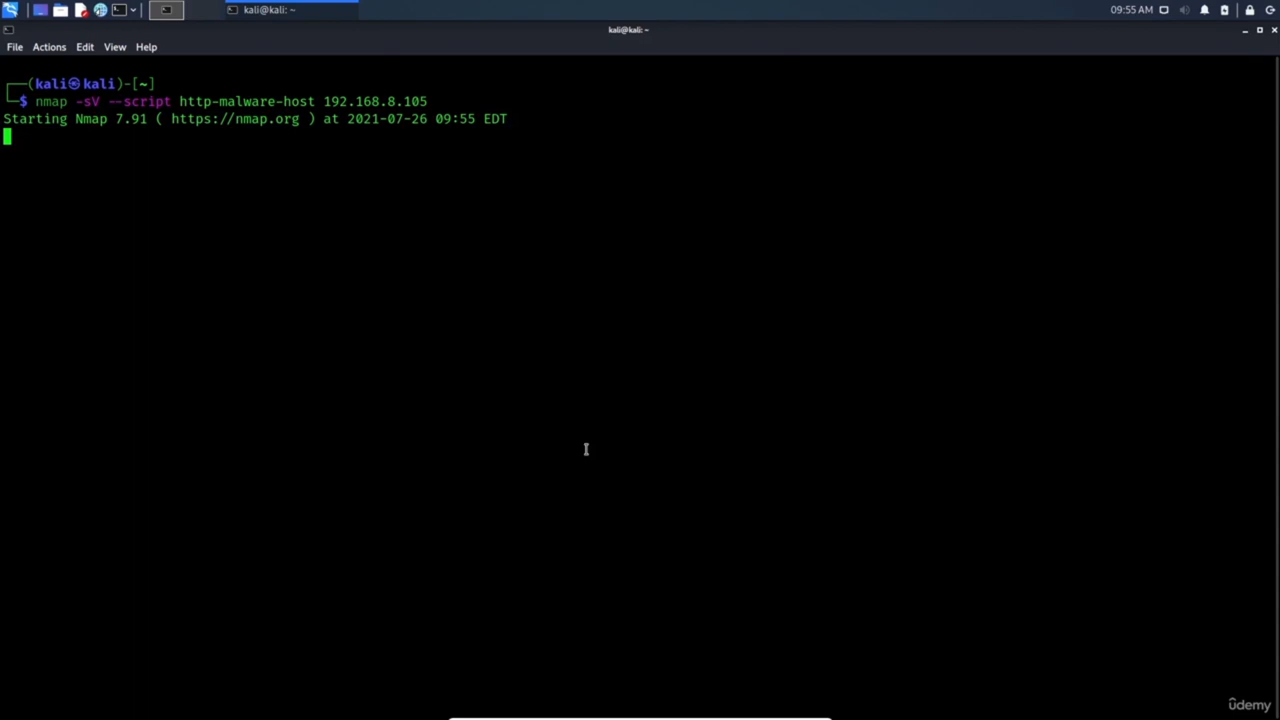 kali@kali: ~
09:55 AM
kali@kali: ~
File Actions Edit View Help
┌──(kali㉿kali)-[~]
└─$ nmap -sV --script http-malware-host 192.168.8.105
Starting Nmap 7.91 ( https://nmap.org ) at 2021-07-26 09:55 EDT
ûdemy